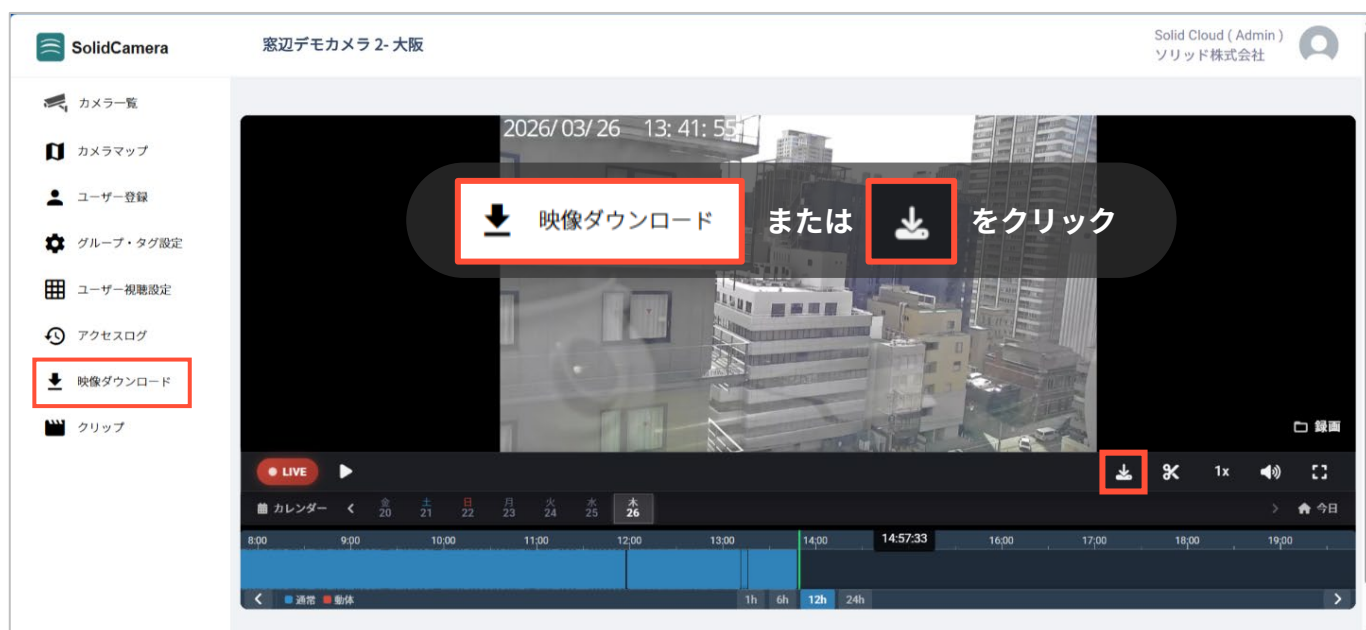 SolidCamera
窓辺デモカメラ 2- 大阪
Solid Cloud ( Admin )
ソリッド株式会社
カメラ一覧
カメラマップ
ユーザー登録
グループ・タグ設定
ユーザー視聴設定
アクセスログ
映像ダウンロード
クリップ
2026/03/26 13:41:55
映像ダウンロード または をクリック
録画
LIVE 1x
カレンダー 金 20 土 21 日 22 月 23 火 24 水 25 木 26 今日
8:00 9:00 10:00 11:00 12:00 13:00 14:00 14:57:33 16:00 17:00 18:00 19:00
通常 動体 1h 6h 12h 24h